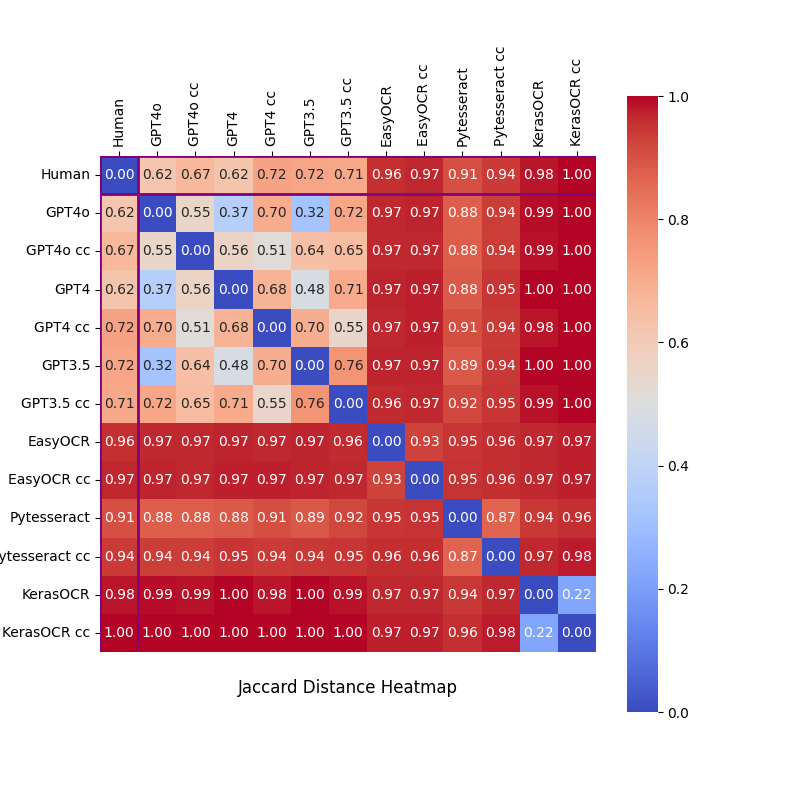 Human GPT4o GPT4o cc GPT4 GPT4 cc GPT3.5 GPT3.5 cc EasyOCR EasyOCR cc Pytesseract Pytesseract cc KerasOCR KerasOCR cc
Human 0.00 0.62 0.67 0.62 0.72 0.72 0.71 0.96 0.97 0.91 0.94 0.98 1.00
GPT4o 0.62 0.00 0.55 0.37 0.70 0.32 0.72 0.97 0.97 0.88 0.94 0.99 1.00
GPT4o cc 0.67 0.55 0.00 0.56 0.51 0.64 0.65 0.97 0.97 0.88 0.94 0.99 1.00
GPT4 0.62 0.37 0.56 0.00 0.68 0.48 0.71 0.97 0.97 0.88 0.95 1.00 1.00
GPT4 cc 0.72 0.70 0.51 0.68 0.00 0.70 0.55 0.97 0.97 0.91 0.94 0.98 1.00
GPT3.5 0.72 0.32 0.64 0.48 0.70 0.00 0.76 0.97 0.97 0.89 0.94 1.00 1.00
GPT3.5 cc 0.71 0.72 0.65 0.71 0.55 0.76 0.00 0.96 0.97 0.92 0.95 0.99 1.00
EasyOCR 0.96 0.97 0.97 0.97 0.97 0.97 0.96 0.00 0.93 0.95 0.96 0.97 0.97
EasyOCR cc 0.97 0.97 0.97 0.97 0.97 0.97 0.97 0.93 0.00 0.95 0.96 0.97 0.97
Pytesseract 0.91 0.88 0.88 0.88 0.91 0.89 0.92 0.95 0.95 0.00 0.87 0.94 0.96
ytesseract cc 0.94 0.94 0.94 0.95 0.94 0.94 0.95 0.96 0.96 0.87 0.00 0.97 0.98
KerasOCR 0.98 0.99 0.99 1.00 0.98 1.00 0.99 0.97 0.97 0.94 0.97 0.00 0.22
KerasOCR cc 1.00 1.00 1.00 1.00 1.00 1.00 1.00 0.97 0.97 0.96 0.98 0.22 0.00
Jaccard Distance Heatmap
1.0
0.8
0.6
0.4
0.2
0.0